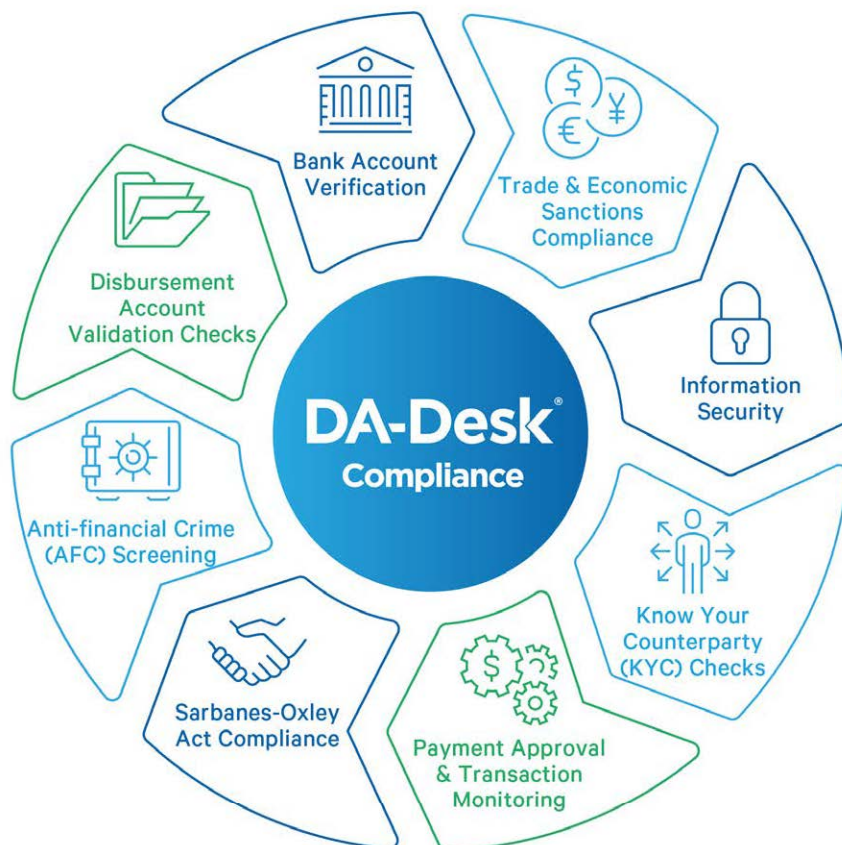 Bank Account
Verification
Trade & Economic
Sanctions
Compliance
Information
Security
Know Your
Counterparty
(KYC) Checks
Payment Approval
& Transaction
Monitoring
Sarbanes-Oxley
Act Compliance
Anti-financial Crime
(AFC) Screening
Disbursement
Account
Validation Checks
DA-Desk®
Compliance
$
¥
€
$